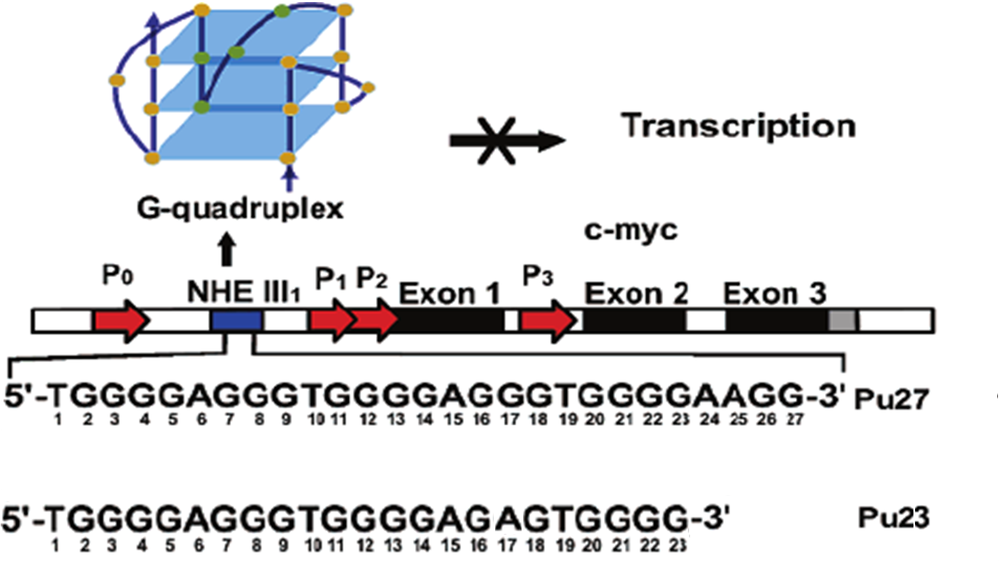 Transcription
G-quadruplex
c-myc
P0 NHE III1 P1 P2 Exon 1 P3 Exon 2 Exon 3
5'-TGGGGAGGGTGGGGAGGGTGGGGAAGG-3' Pu27
1 2 3 4 5 6 7 8 9 10 11 12 13 14 15 16 17 18 19 20 21 22 23 24 25 26 27
5'-TGGGGAGGGTGGGGAGAGTGGGG-3' Pu23
1 2 3 4 5 6 7 8 9 10 11 12 13 14 15 16 17 18 19 20 21 22 23